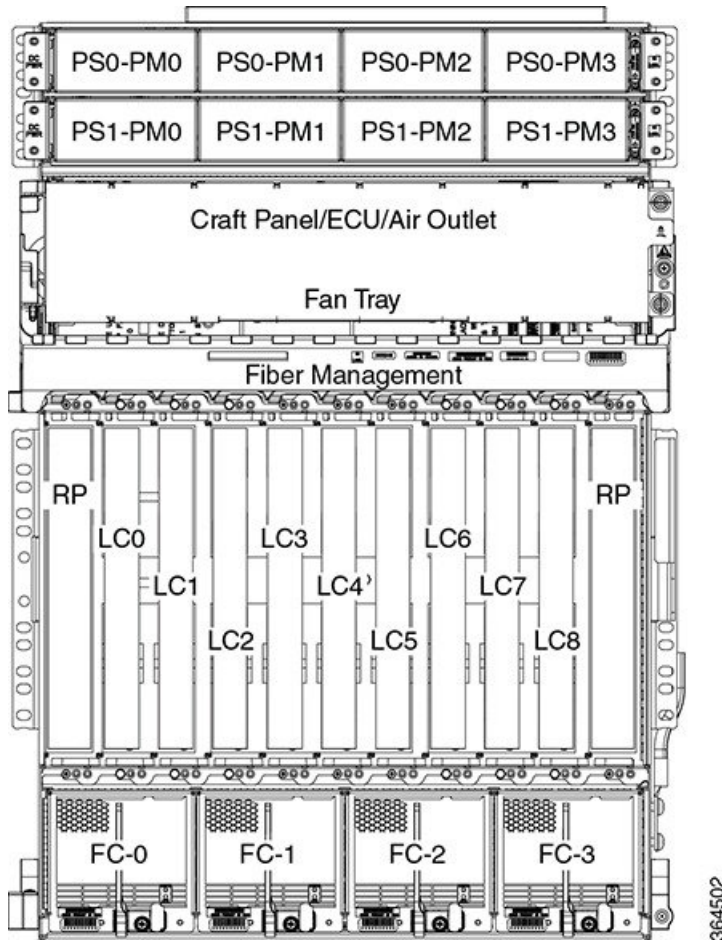 PS0-PM0 PS0-PM1 PS0-PM2 PS0-PM3
PS1-PM0 PS1-PM1 PS1-PM2 PS1-PM3
Craft Panel/ECU/Air Outlet
Fan Tray
Fiber Management
RP RP
LC0 LC3 LC6
LC1 LC4 LC7
LC2 LC5 LC8
FC-0 FC-1 FC-2 FC-3
364502